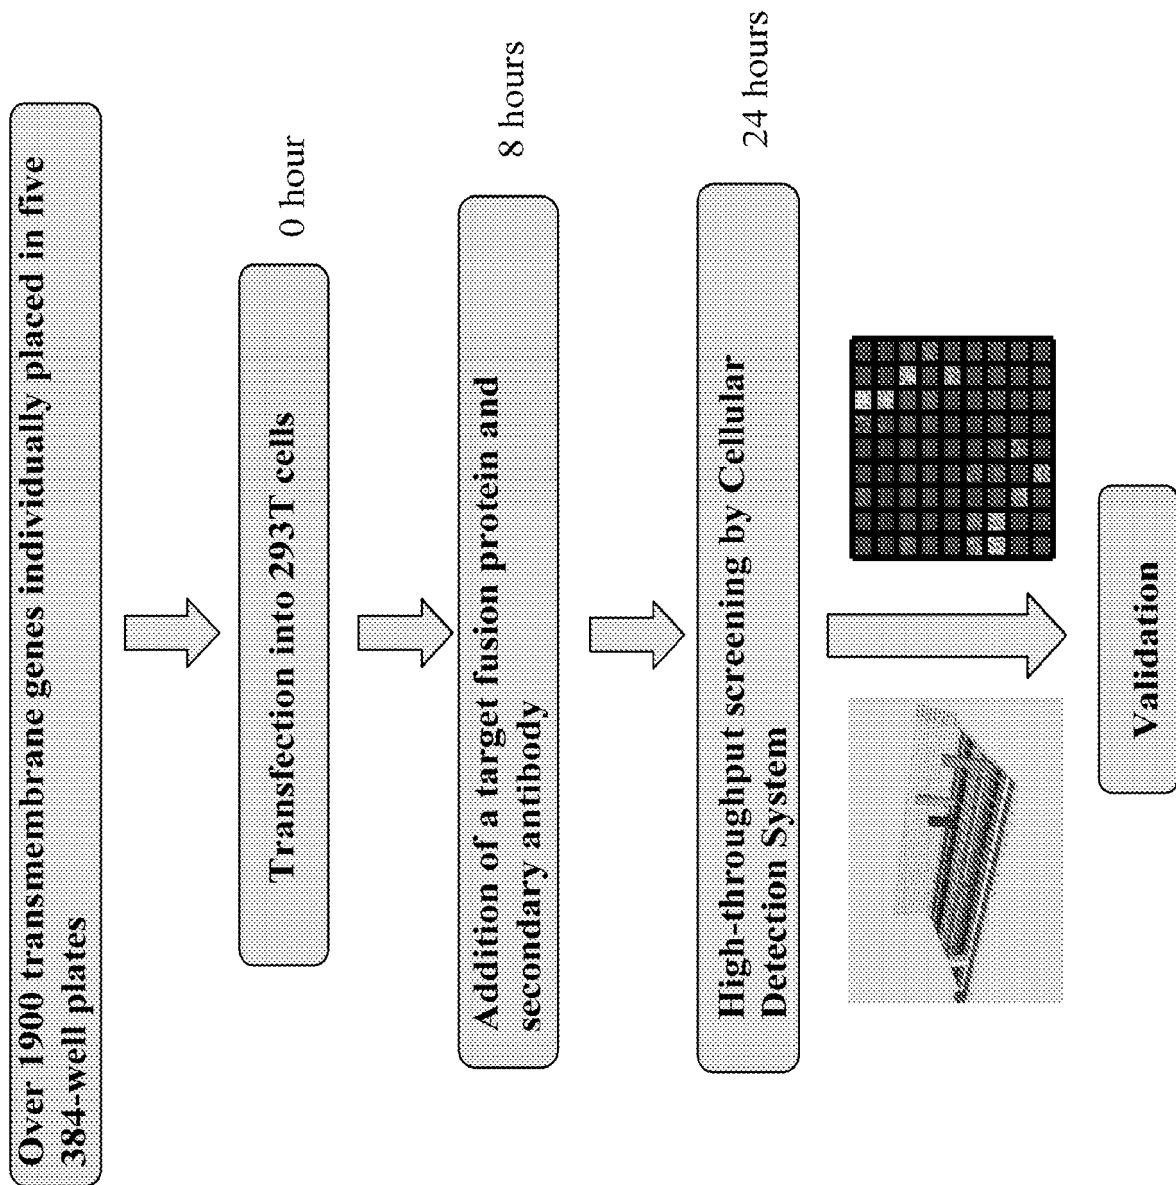 Over 1900 transmembrane genes individually placed in five
384-well plates
Transfection into 293T cells
0 hour
Addition of a target fusion protein and
secondary antibody
8 hours
High-throughput screening by Cellular
Detection System
24 hours
Validation